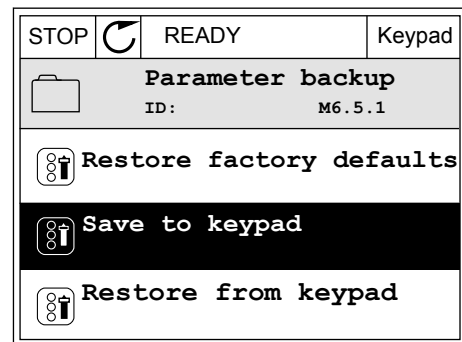 STOP READY Keypad
Parameter backup
ID: M6.5.1
Restore factory defaults
Save to keypad
Restore from keypad